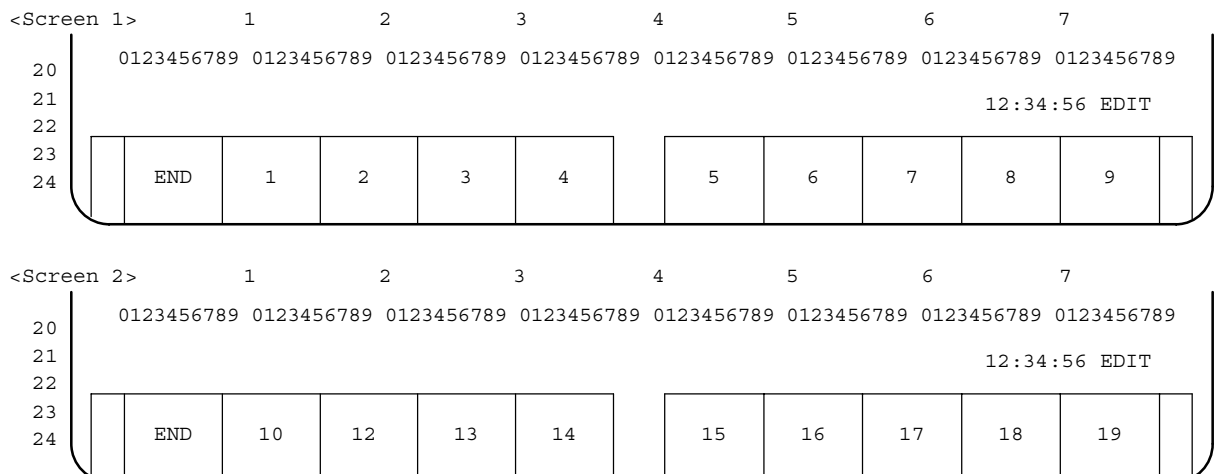 <Screen 1> 1 2 3 4 5 6 7
0123456789 0123456789 0123456789 0123456789 0123456789 0123456789 0123456789 0123456789
20
21 12:34:56 EDIT
22
23
24 END 1 2 3 4 5 6 7 8 9
<Screen 2> 1 2 3 4 5 6 7
0123456789 0123456789 0123456789 0123456789 0123456789 0123456789 0123456789 0123456789
20
21 12:34:56 EDIT
22
23
24 END 10 12 13 14 15 16 17 18 19